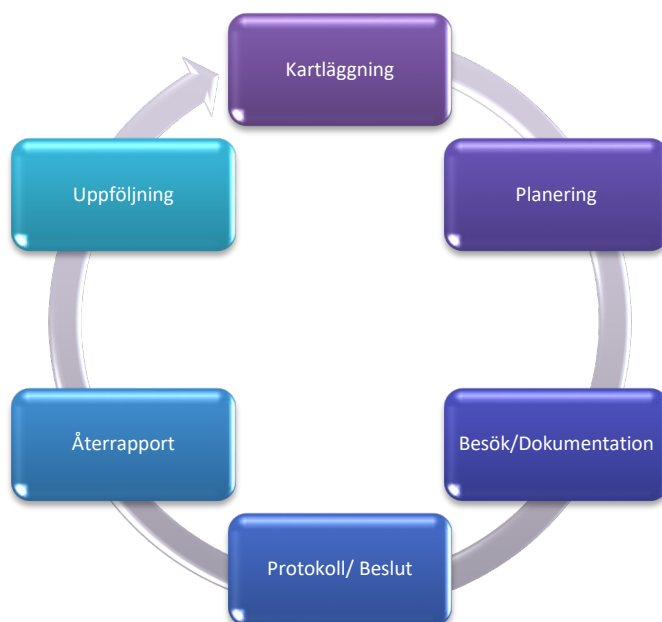 Kartläggning
Planering
Besök/Dokumentation
Protokoll/ Beslut
Återrapport
Uppföljning